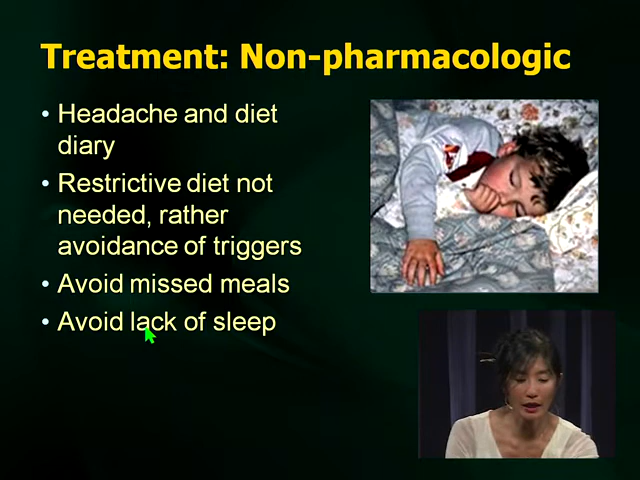 Treatment: Non-pharmacologic
• Headache and diet
diary
• Restrictive diet not
needed, rather
avoidance of triggers
• Avoid missed meals
• Avoid lack of sleep